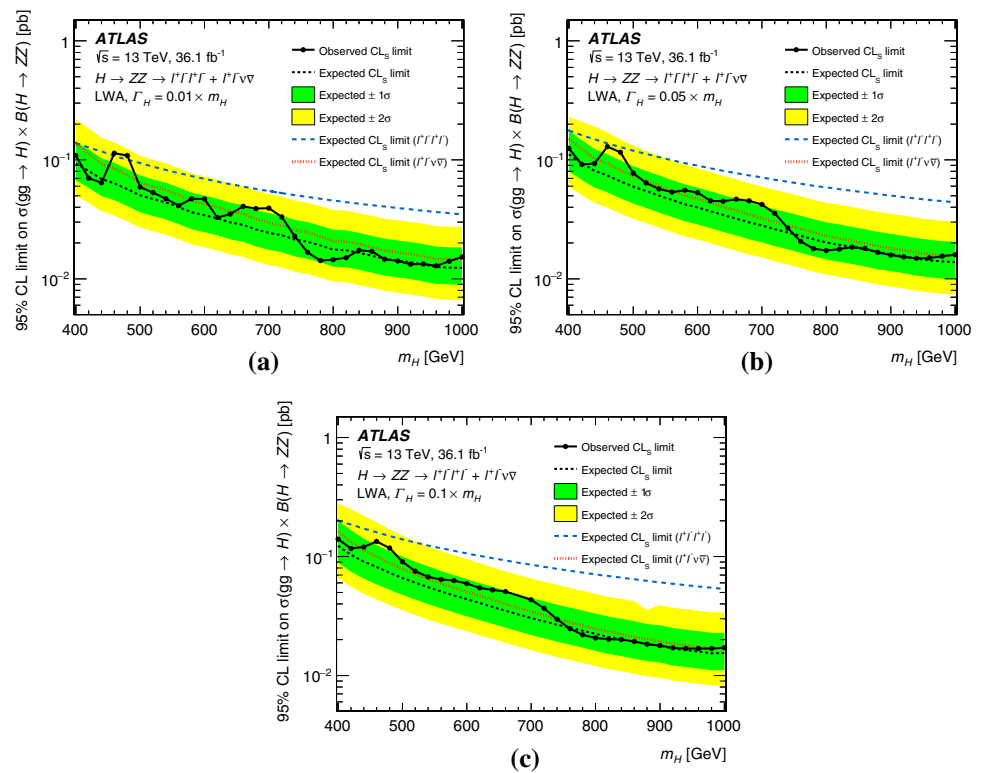 95% CL limit on σ(gg → H) × B(H → ZZ) [pb]
1
10⁻¹
10⁻²
ATLAS
√s = 13 TeV, 36.1 fb⁻¹
H → ZZ → l⁺l⁻l⁺l⁻ + l⁺l⁻νν̅
LWA, Γ_H = 0.01 × m_H
Observed CL_s limit
Expected CL_s limit
Expected ± 1σ
Expected ± 2σ
Expected CL_s limit (l⁺l⁻l⁺l⁻)
Expected CL_s limit (l⁺l⁻νν̅)
400 500 600 700 800 900 1000
m_H [GeV]
(a)
95% CL limit on σ(gg → H) × B(H → ZZ) [pb]
1
10⁻¹
10⁻²
ATLAS
√s = 13 TeV, 36.1 fb⁻¹
H → ZZ → l⁺l⁻l⁺l⁻ + l⁺l⁻νν̅
LWA, Γ_H = 0.05 × m_H
Observed CL_s limit
Expected CL_s limit
Expected ± 1σ
Expected ± 2σ
Expected CL_s limit (l⁺l⁻l⁺l⁻)
Expected CL_s limit (l⁺l⁻νν̅)
400 500 600 700 800 900 1000
m_H [GeV]
(b)
95% CL limit on σ(gg → H) × B(H → ZZ) [pb]
1
10⁻¹
10⁻²
ATLAS
√s = 13 TeV, 36.1 fb⁻¹
H → ZZ → l⁺l⁻l⁺l⁻ + l⁺l⁻νν̅
LWA, Γ_H = 0.1 × m_H
Observed CL_s limit
Expected CL_s limit
Expected ± 1σ
Expected ± 2σ
Expected CL_s limit (l⁺l⁻l⁺l⁻)
Expected CL_s limit (l⁺l⁻νν̅)
400 500 600 700 800 900 1000
m_H [GeV]
(c)